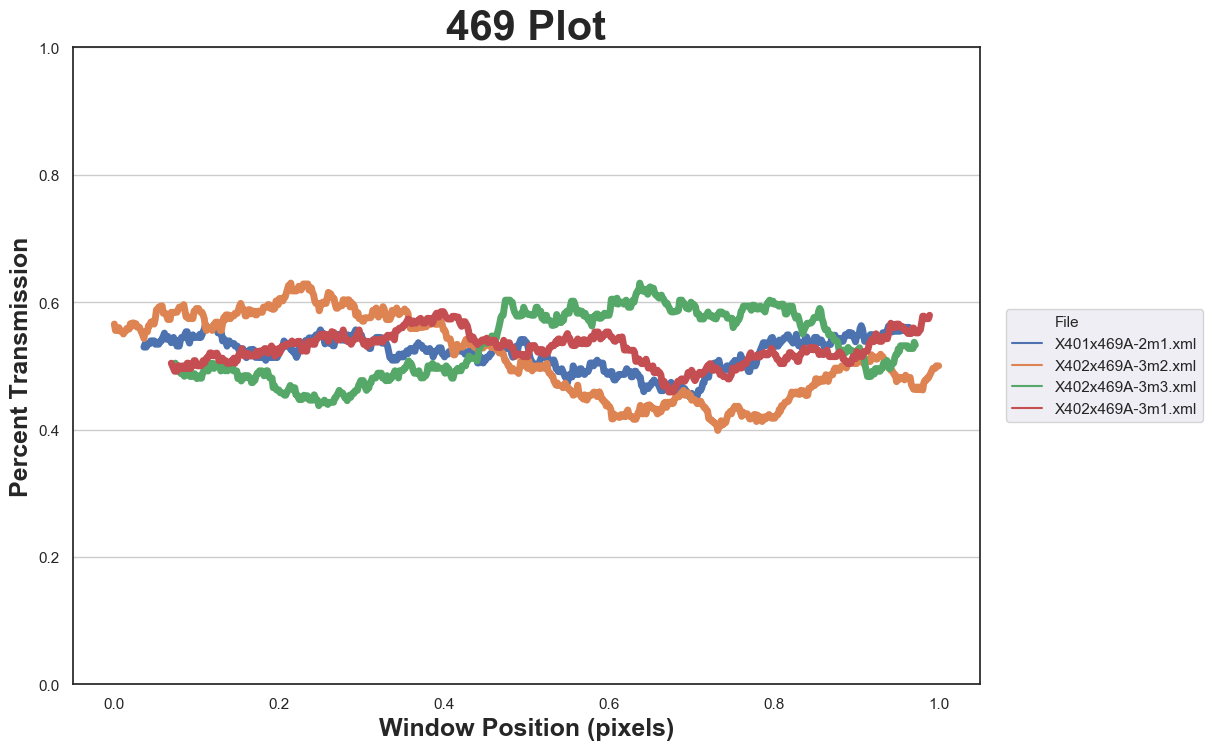 469 Plot
1.0
0.8
0.6
0.4
0.2
0.0
Percent Transmission
0.0 0.2 0.4 0.6 0.8 1.0
Window Position (pixels)
File
X401x469A-2m1.xml
X402x469A-3m2.xml
X402x469A-3m3.xml
X402x469A-3m1.xml